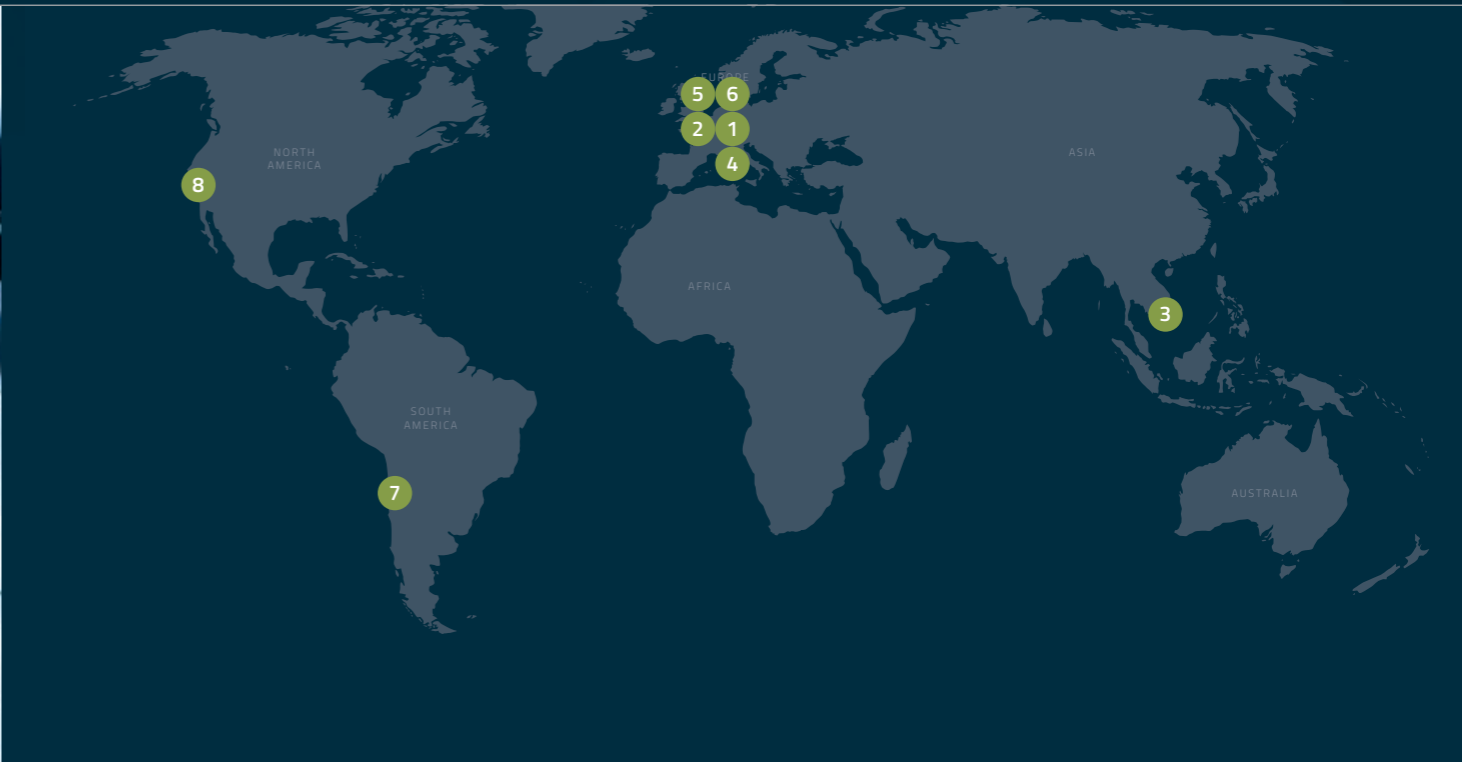 EUROPE
5 6
2 1
4
NORTH
AMERICA
ASIA
8
AFRICA
3
SOUTH
AMERICA
7
AUSTRALIA